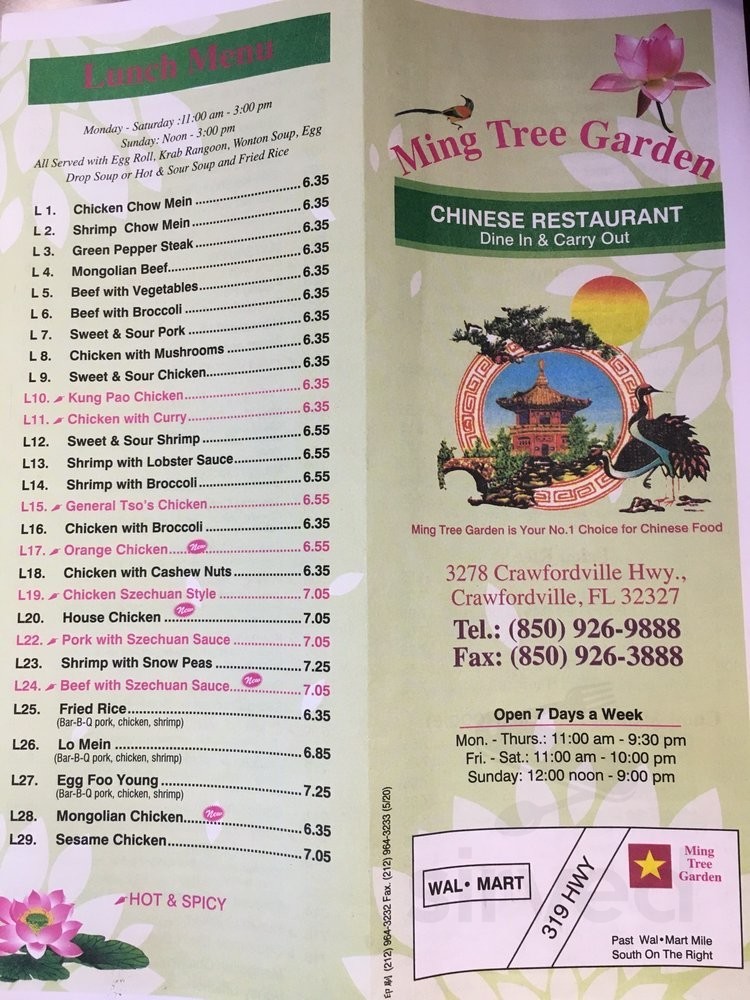 Lunch Menu
Monday - Saturday :11:00 am - 3:00 pm
Sunday: Noon - 3:00 pm
All Served with Egg Roll, Krab Rangoon, Wonton Soup, Egg
Drop Soup or Hot & Sour Soup and Fried Rice
L 1. Chicken Chow Mein 6.35
L 2. Shrimp Chow Mein 6.35
L 3. Green Pepper Steak 6.35
L 4. Mongolian Beef 6.35
L 5. Beef with Vegetables 6.35
L 6. Beef with Broccoli 6.35
L 7. Sweet & Sour Pork 6.35
L 8. Chicken with Mushrooms 6.35
L 9. Sweet & Sour Chicken 6.35
L10. Kung Pao Chicken 6.35
L11. Chicken with Curry 6.35
L12. Sweet & Sour Shrimp 6.55
L13. Shrimp with Lobster Sauce 6.55
L14. Shrimp with Broccoli 6.55
L15. General Tso's Chicken 6.55
L16. Chicken with Broccoli 6.35
L17. Orange Chicken New 6.55
L18. Chicken with Cashew Nuts 6.35
L19. Chicken Szechuan Style 7.05
L20. House Chicken New 7.05
L22. Pork with Szechuan Sauce 7.05
L23. Shrimp with Snow Peas 7.25
L24. Beef with Szechuan Sauce New 7.05
L25. Fried Rice 6.35
(Bar-B-Q pork, chicken, shrimp)
L26. Lo Mein 6.85
(Bar-B-Q pork, chicken, shrimp)
L27. Egg Foo Young 7.25
(Bar-B-Q pork, chicken, shrimp)
L28. Mongolian Chicken New 6.35
L29. Sesame Chicken 7.05
HOT & SPICY
(212) 964-3232 Fax. (212) 964-3233 (5/20)
Ming Tree Garden
CHINESE RESTAURANT
Dine In & Carry Out
Ming Tree Garden is Your No.1 Choice for Chinese Food
3278 Crawfordville Hwy.,
Crawfordville, FL 32327
Tel.: (850) 926-9888
Fax: (850) 926-3888
Open 7 Days a Week
Mon. - Thurs.: 11:00 am - 9:30 pm
Fri. - Sat.: 11:00 am - 10:00 pm
Sunday: 12:00 noon - 9:00 pm
WAL • MART
319 HWY
Ming
Tree
Garden
Past Wal•Mart Mile
South On The Right
sirved